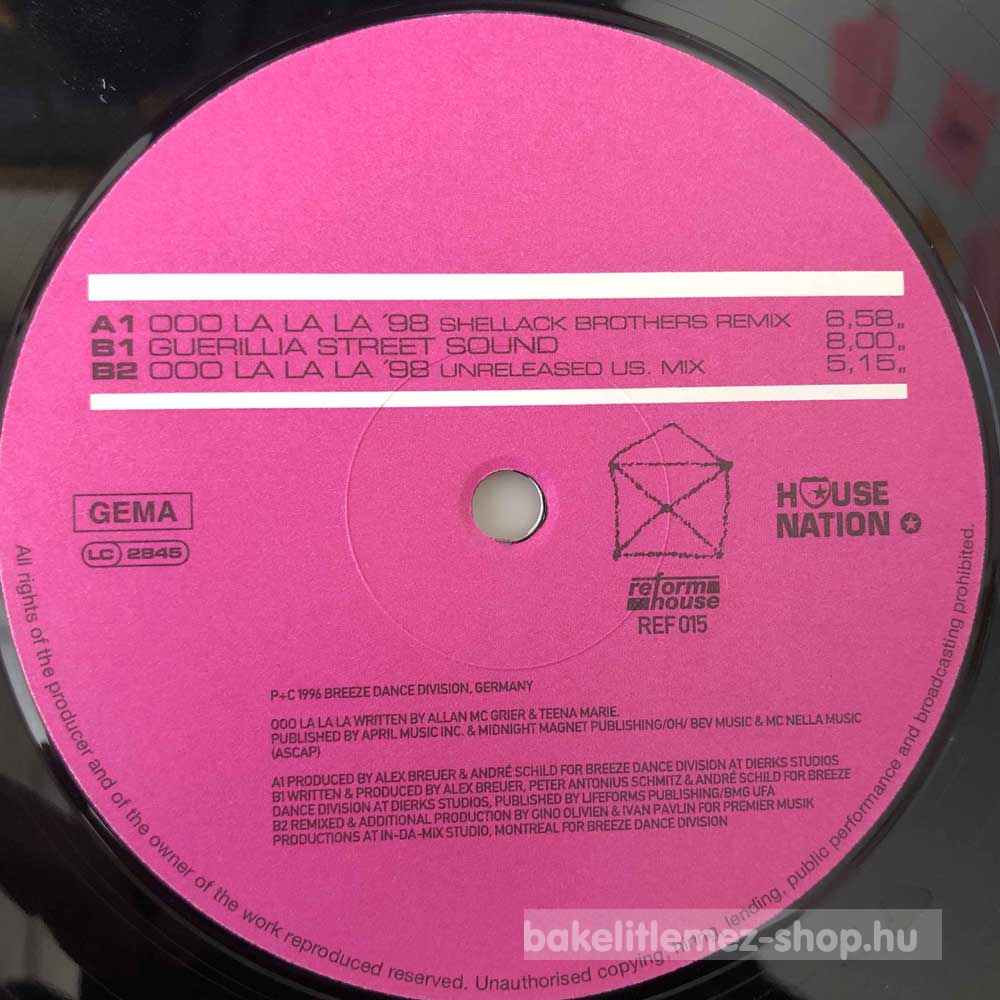 A1 OOO LA LA LA '98 SHELLACK BROTHERS REMIX 6,58„
B1 GUERILLIA STREET SOUND 8,00„
B2 OOO LA LA LA '98 UNRELEASED US. MIX 5,15„
GEMA
LC 2845
HOUSE
NATION
reform
house
REF 015
P+C 1996 BREEZE DANCE DIVISION, GERMANY
OOO LA LA LA WRITTEN BY ALLAN MC GRIER & TEENA MARIE.
PUBLISHED BY APRIL MUSIC INC. & MIDNIGHT MAGNET PUBLISHING/OH/ BEV MUSIC & MC NELLA MUSIC
(ASCAP)
A1 PRODUCED BY ALEX BREUER & ANDRÉ SCHILD FOR BREEZE DANCE DIVISION AT DIERKS STUDIOS
B1 WRITTEN & PRODUCED BY ALEX BREUER, PETER ANTONIUS SCHMITZ & ANDRÉ SCHILD FOR BREEZE
DANCE DIVISION AT DIERKS STUDIOS, PUBLISHED BY LIFEFORMS PUBLISHING/BMG UFA
B2 REMIXED & ADDITIONAL PRODUCTION BY GINO OLIVIEN & IVAN PAVLIN FOR PREMIER MUSIK
PRODUCTIONS AT IN-DA-MIX STUDIO, MONTREAL FOR BREEZE DANCE DIVISION
All rights of the producer and of the owner of the work reproduced reserved. Unauthorised copying, lending, public performance and broadcasting prohibited.
bakelitlemez-shop.hu